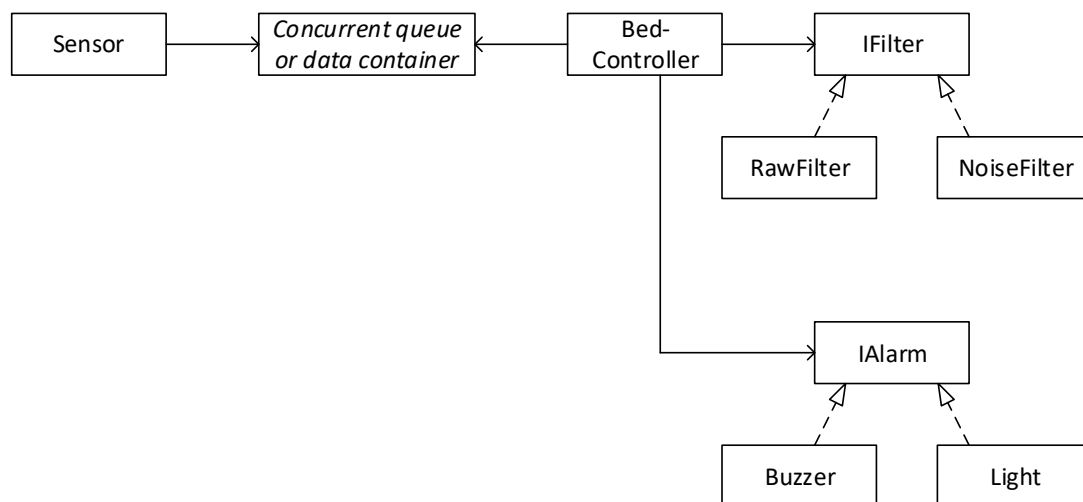 Sensor
Concurrent queue
or data container
Bed-
Controller
IFilter
RawFilter
NoiseFilter
IAlarm
Buzzer
Light